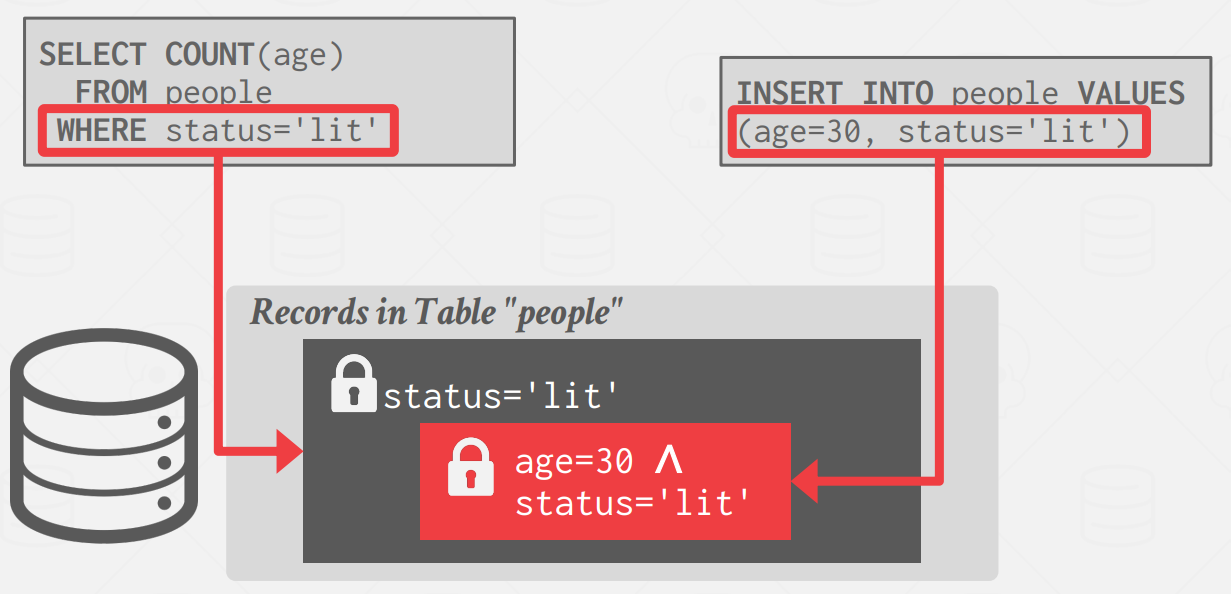 SELECT COUNT(age)
FROM people
WHERE status='lit'
INSERT INTO people VALUES
(age=30, status='lit')
Records in Table "people"
status='lit'
age=30 ∧
status='lit'